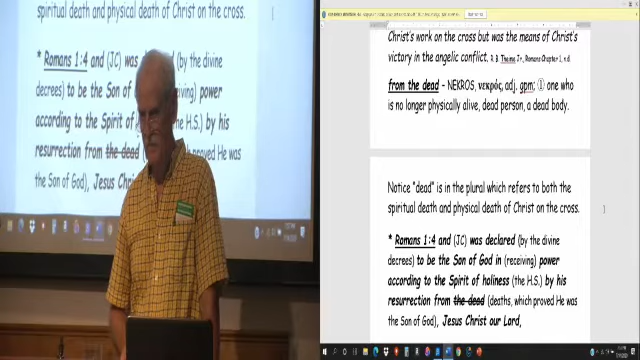 spiritual death and physical death of Christ on the cross.
* Romans 1:4 and (JC) was
(by the divine
decrees) to be the Son of
power
according to the Spirit of
the H.S.) by his
resurrection from the dead
proved He was
the Son of God), Jesus Chris
Christ's work on the cross but was the means of Christ's
victory in the angelic conflict. R. B. Thieme Jr., Romans Chapter 1,
from the dead - NEKROS, νεκρός, adj. gpm; ① one who
is no longer physically alive, dead person, a dead body.
Notice "dead" is in the plural which refers to both the
spiritual death and physical death of Christ on the cross.
* Romans 1:4 and (JC) was declared (by the divine
decrees) to be the Son of God in (receiving) power
according to the Spirit of holiness (the H.S.) by his
resurrection from the dead (deaths, which proved He was
the Son of God), Jesus Christ our Lord,